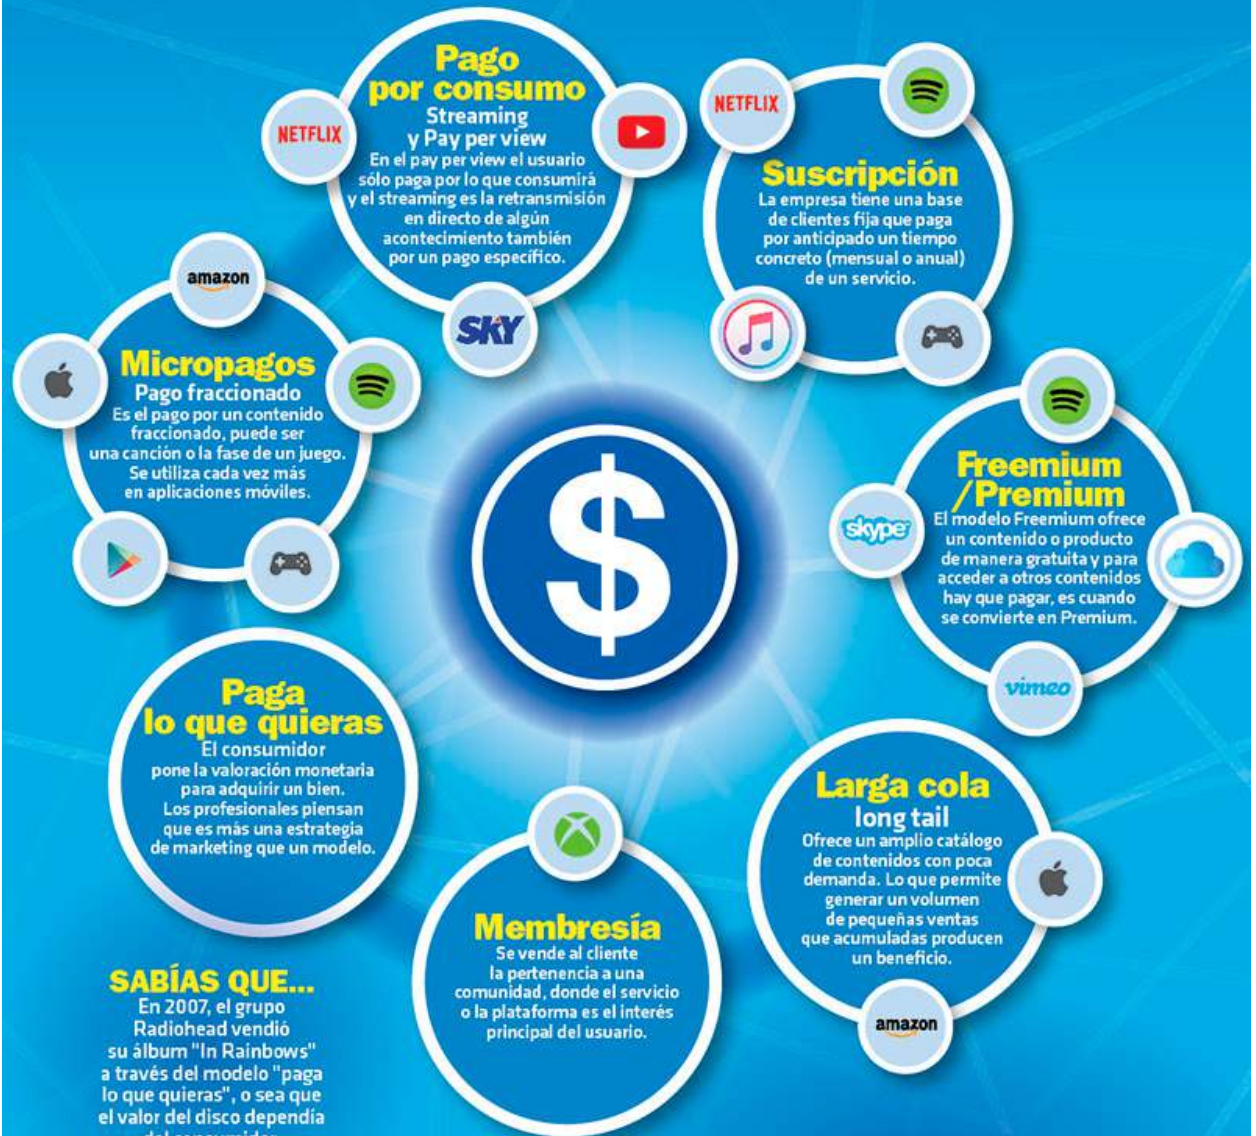 Pago
por consumo
Streaming
y Pay per view
En el pay per view el usuario
sólo paga por lo que consumirá
y el streaming es la retransmisión
en directo de algún
acontecimiento también
por un pago específico.
NETFLIX
SKY
NETFLIX
Suscripción
La empresa tiene una base
de clientes fija que paga
por anticipado un tiempo
concreto (mensual o anual)
de un servicio.
amazon
Micropagos
Pago fraccionado
Es el pago por un contenido
fraccionado, puede ser
una canción o la fase de un juego.
Se utiliza cada vez más
en aplicaciones móviles.
$
Freemium
/Premium
El modelo Freemium ofrece
un contenido o producto
de manera gratuita y para
acceder a otros contenidos
hay que pagar, es cuando
se convierte en Premium.
skype
vimeo
Paga
lo que quieras
El consumidor
pone la valoración monetaria
para adquirir un bien.
Los profesionales piensan
que es más una estrategia
de marketing que un modelo.
Larga cola
long tail
Ofrece un amplio catálogo
de contenidos con poca
demanda. Lo que permite
generar un volumen
de pequeñas ventas
que acumuladas producen
un beneficio.
amazon
Membresía
Se vende al cliente
la pertenencia a una
comunidad, donde el servicio
o la plataforma es el interés
principal del usuario.
SABÍAS QUE...
En 2007, el grupo
Radiohead vendió
su álbum "In Rainbows"
a través del modelo "paga
lo que quieras", o sea que
el valor del disco dependía